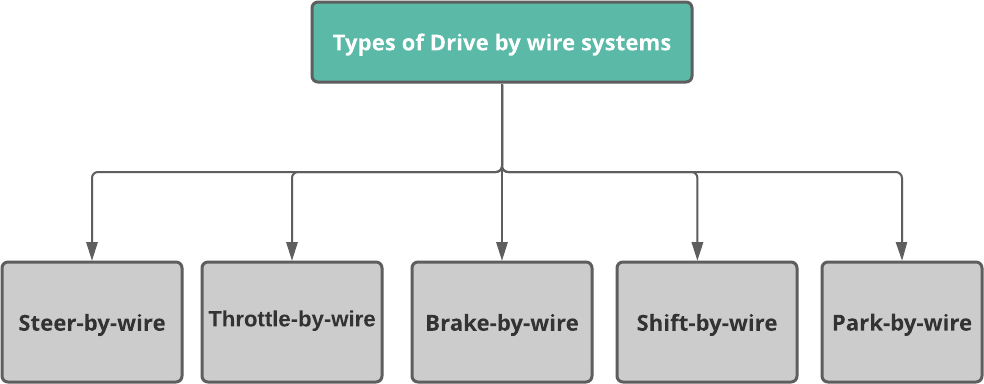 Types of Drive by wire systems
Steer-by-wire
Throttle-by-wire
Brake-by-wire
Shift-by-wire
Park-by-wire